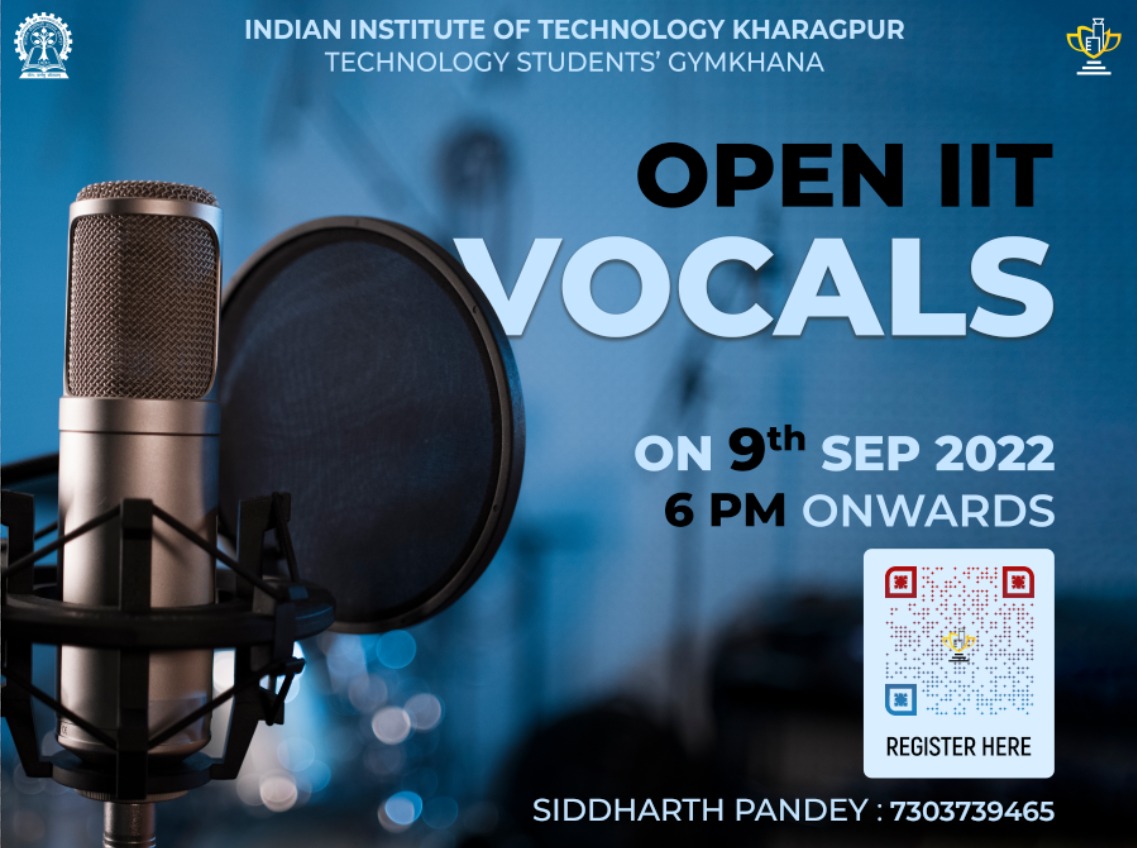 INDIAN INSTITUTE OF TECHNOLOGY KHARAGPUR
TECHNOLOGY STUDENTS' GYMKHANA
OPEN IIT
VOCALS
ON 9th SEP 2022
6 PM ONWARDS
REGISTER HERE
SIDDHARTH PANDEY : 7303739465